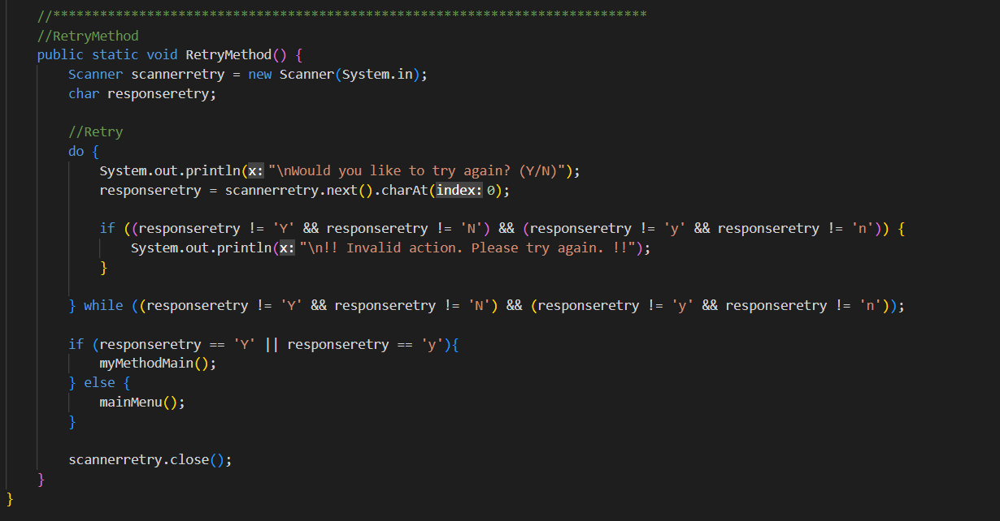 //****************************************************************************
//RetryMethod
public static void RetryMethod() {
Scanner scannerretry = new Scanner(System.in);
char responseretry;
//Retry
do {
System.out.println(x: "\nWould you like to try again? (Y/N)");
responseretry = scannerretry.next().charAt(index: 0);
if ((responseretry != 'Y' && responseretry != 'N') && (responseretry != 'y' && responseretry != 'n')) {
System.out.println(x: "\n!! Invalid action. Please try again. !!");
}
} while ((responseretry != 'Y' && responseretry != 'N') && (responseretry != 'y' && responseretry != 'n'));
if (responseretry == 'Y' || responseretry == 'y'){
myMethodMain();
} else {
mainMenu();
}
scannerretry.close();
}
}